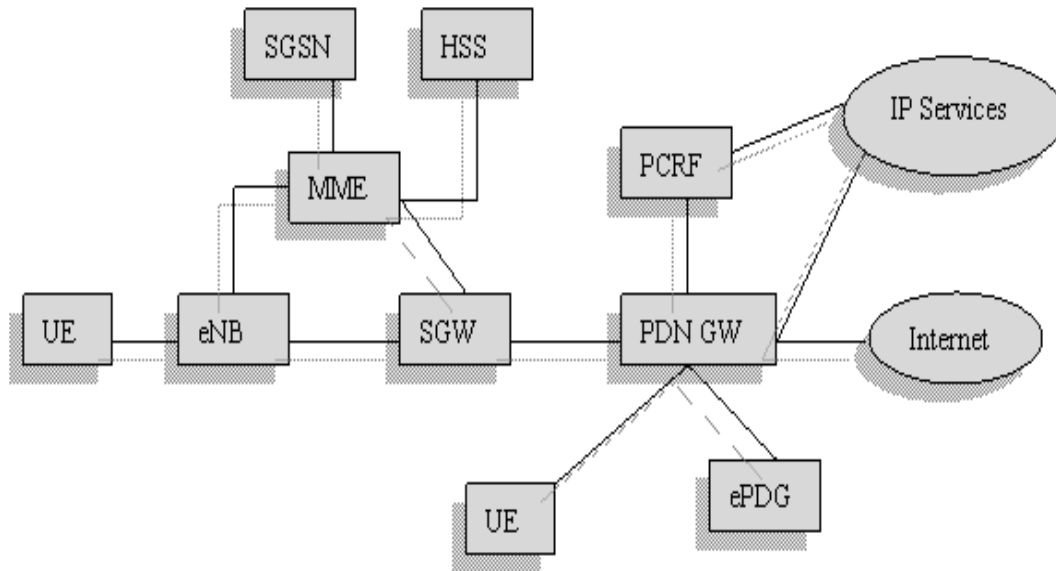 SGSN
HSS
IP Services
PCRF
MME
UE
eNB
SGW
PDN GW
Internet
ePDG
UE